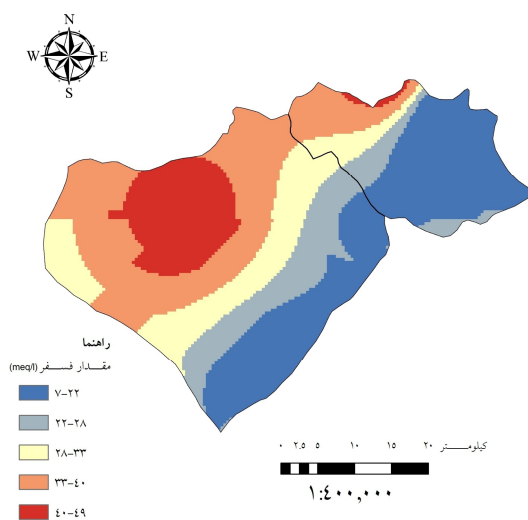 N
W E
S
راهنما
مقدار فسفر (meq/l)
۷-۲۲
۲۲-۲۸
۲۸-۳۳
۳۳-۴۰
۴۰-۴۹
۰ ۲.۵ ۵ ۱۰ ۱۵ ۲۰ کیلومتر
۱:۴۰۰,۰۰۰